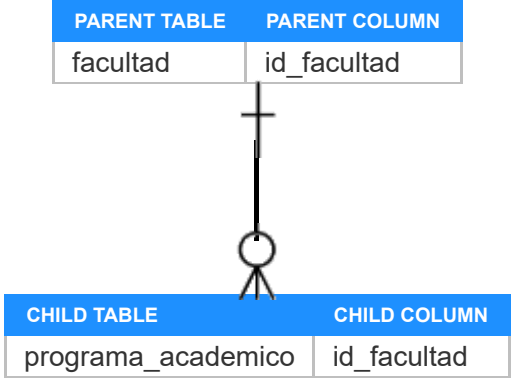 PARENT TABLE PARENT COLUMN
facultad id_facultad
CHILD TABLE CHILD COLUMN
programa_academico id_facultad